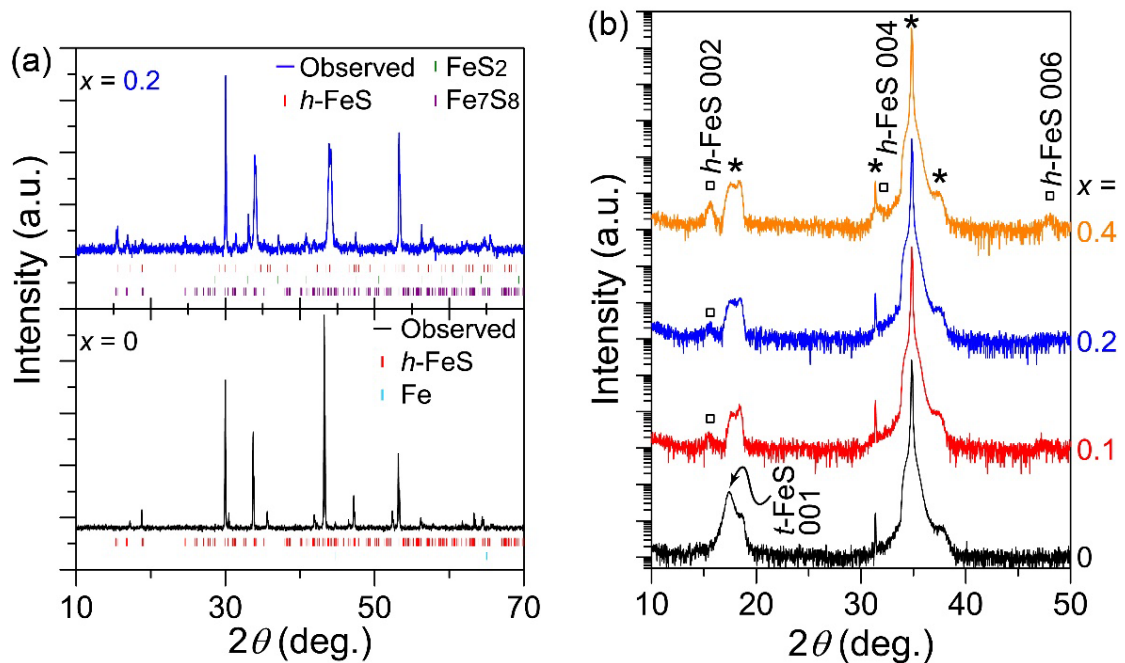 (a)
Intensity (a.u.)
x = 0.2
Observed
h-FeS
FeS2
Fe7S8
x = 0
Observed
h-FeS
Fe
10 30 50 70
2θ (deg.)
(b)
Intensity (a.u.)
h-FeS 002
*
*
h-FeS 004
*
*
h-FeS 006
x =
0.4
0.2
0.1
0
t-FeS
001
10 20 30 40 50
2θ (deg.)